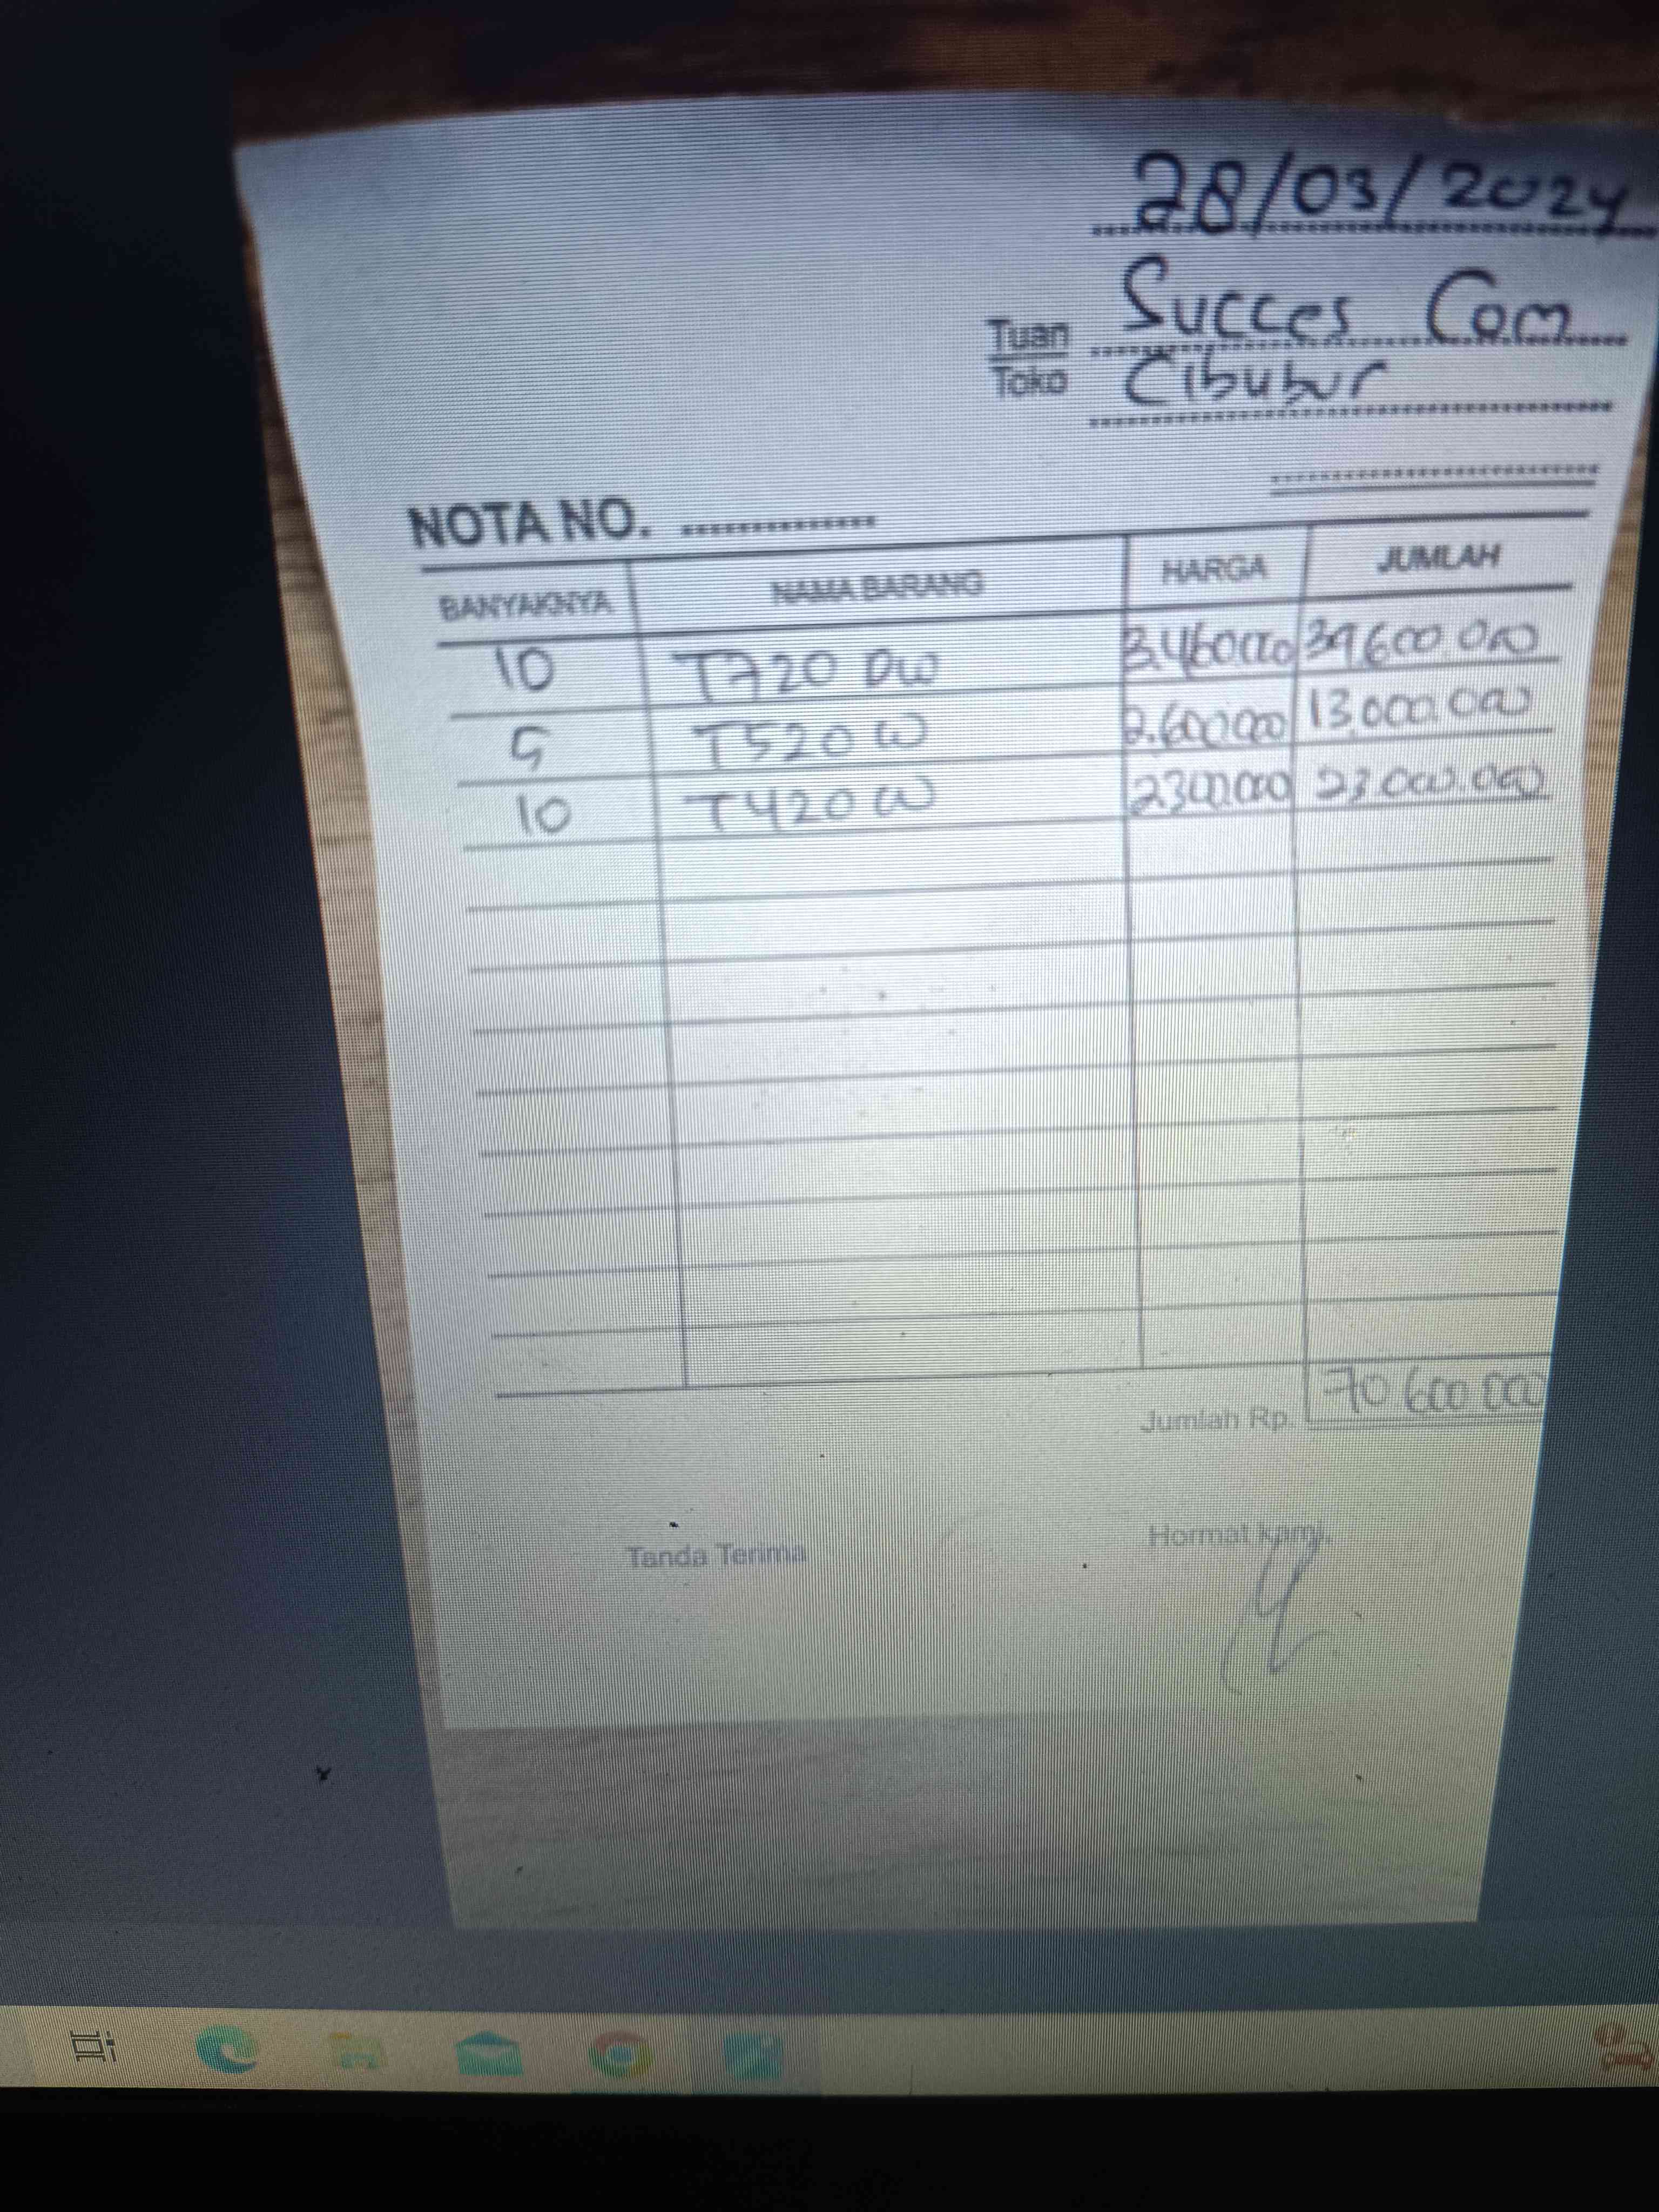 28/03/2024
Tuan Succes Com
Toko Cibubur
NOTA NO. ...............
BANYAKNYA NAMA BARANG HARGA JUMLAH
10 T720 DW 3.460.000 34.600.000
5 T520 W 2.600.000 13.000.000
10 T420 W 2.300.000 23.000.000
Jumlah Rp. 70 600 000
Tanda Terima Hormat kami,